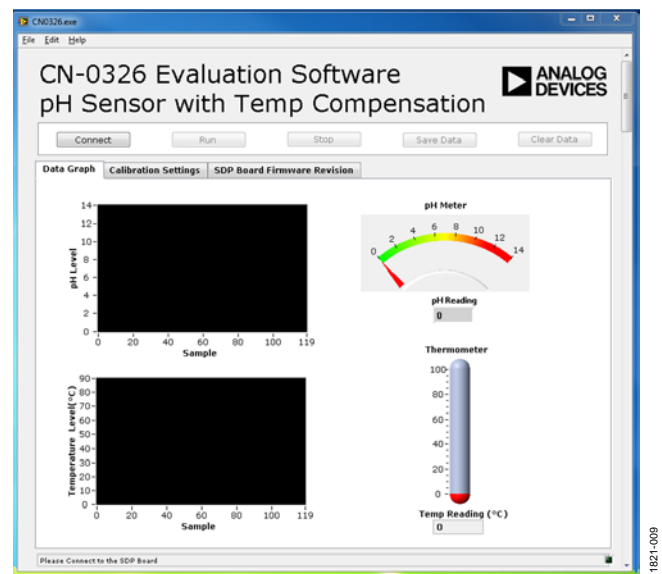 CN0326.exe
File Edit Help
CN-0326 Evaluation Software
pH Sensor with Temp Compensation
ANALOG
DEVICES
Connect Run Stop Save Data Clear Data
Data Graph Calibration Settings SDP Board Firmware Revision
pH Level
14
12
10
8
6
4
2
0
0 20 40 60 80 100 119
Sample
pH Meter
0 2 4 6 8 10 12 14
pH Reading
0
Temperature Level(°C)
90
80
70
60
50
40
30
20
10
0
0 20 40 60 80 100 119
Sample
Thermometer
100
80
60
40
20
0
Temp Reading (°C)
0
Please Connect to the SDP Board
1821-009